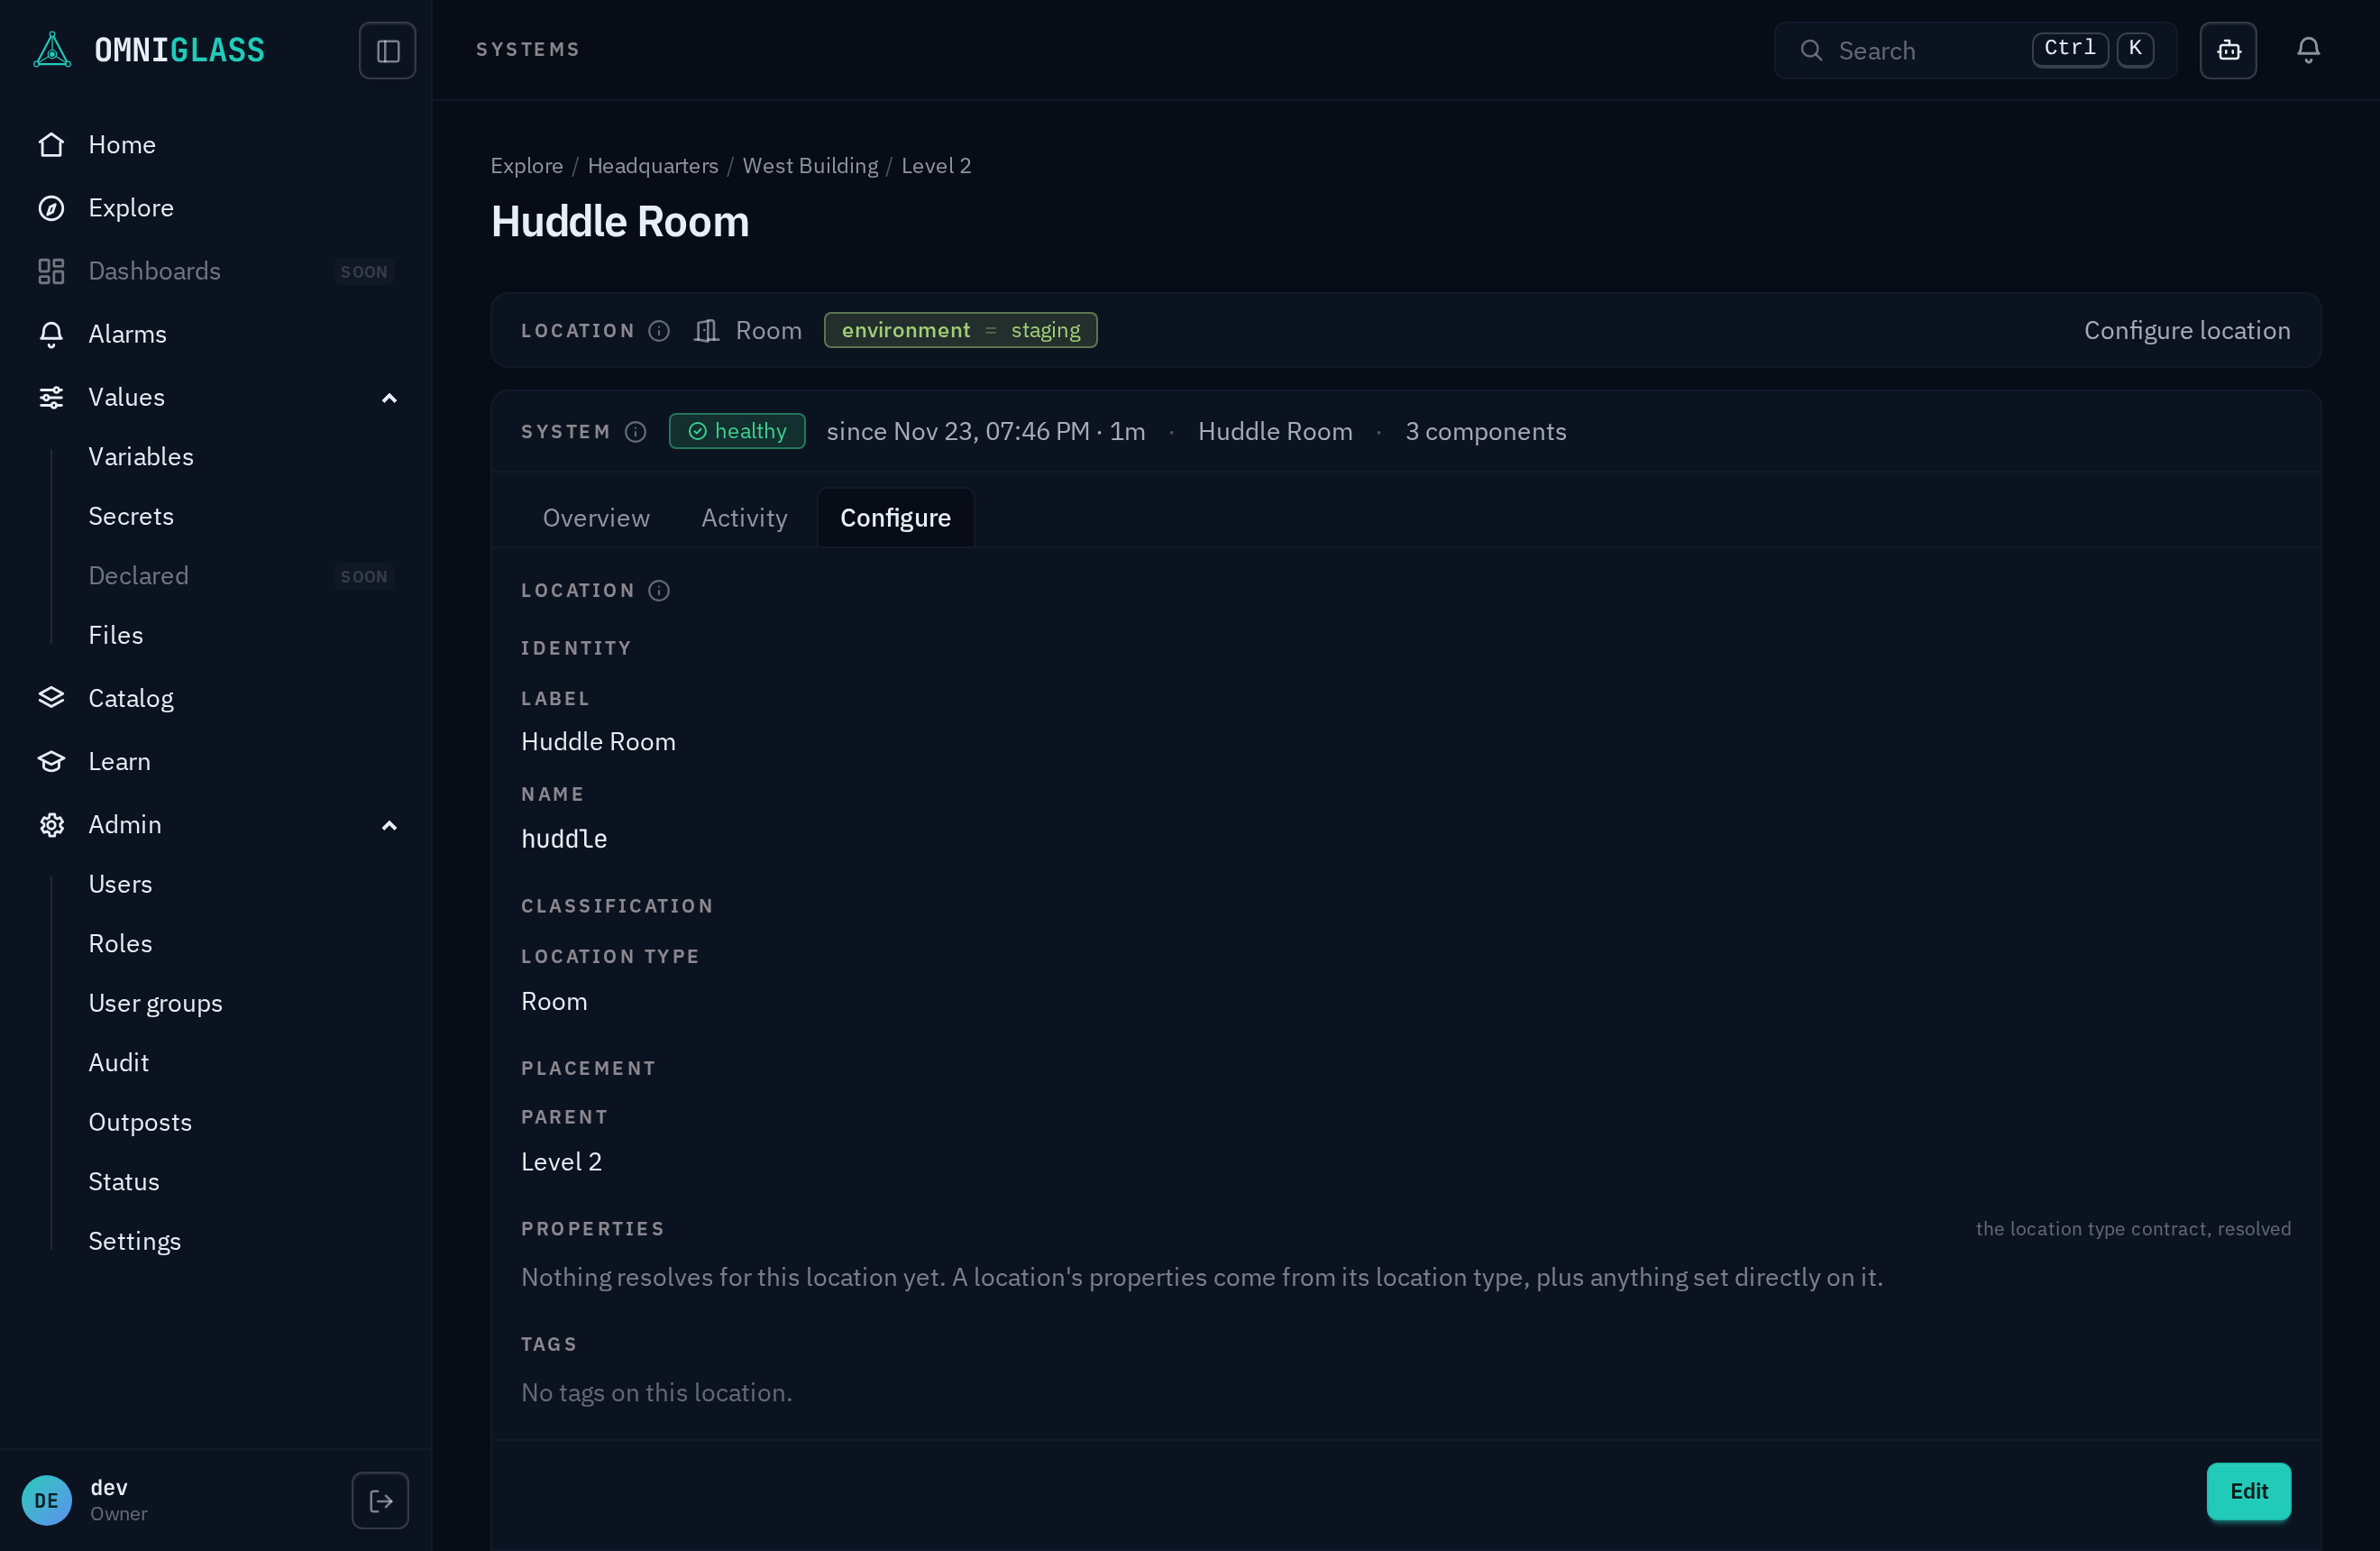 OMNIGLASS
Home
Explore
Dashboards SOON
Alarms
Values
Variables
Secrets
Declared SOON
Files
Catalog
Learn
Admin
Users
Roles
User groups
Audit
Outposts
Status
Settings
DE
dev
Owner
SYSTEMS
Search Ctrl K
Explore / Headquarters / West Building / Level 2
Huddle Room
LOCATION Room environment = staging Configure location
SYSTEM healthy since Nov 23, 07:46 PM · 1m · Huddle Room · 3 components
Overview Activity Configure
LOCATION
IDENTITY
LABEL
Huddle Room
NAME
huddle
CLASSIFICATION
LOCATION TYPE
Room
PLACEMENT
PARENT
Level 2
PROPERTIES the location type contract, resolved
Nothing resolves for this location yet. A location's properties come from its location type, plus anything set directly on it.
TAGS
No tags on this location.
Edit